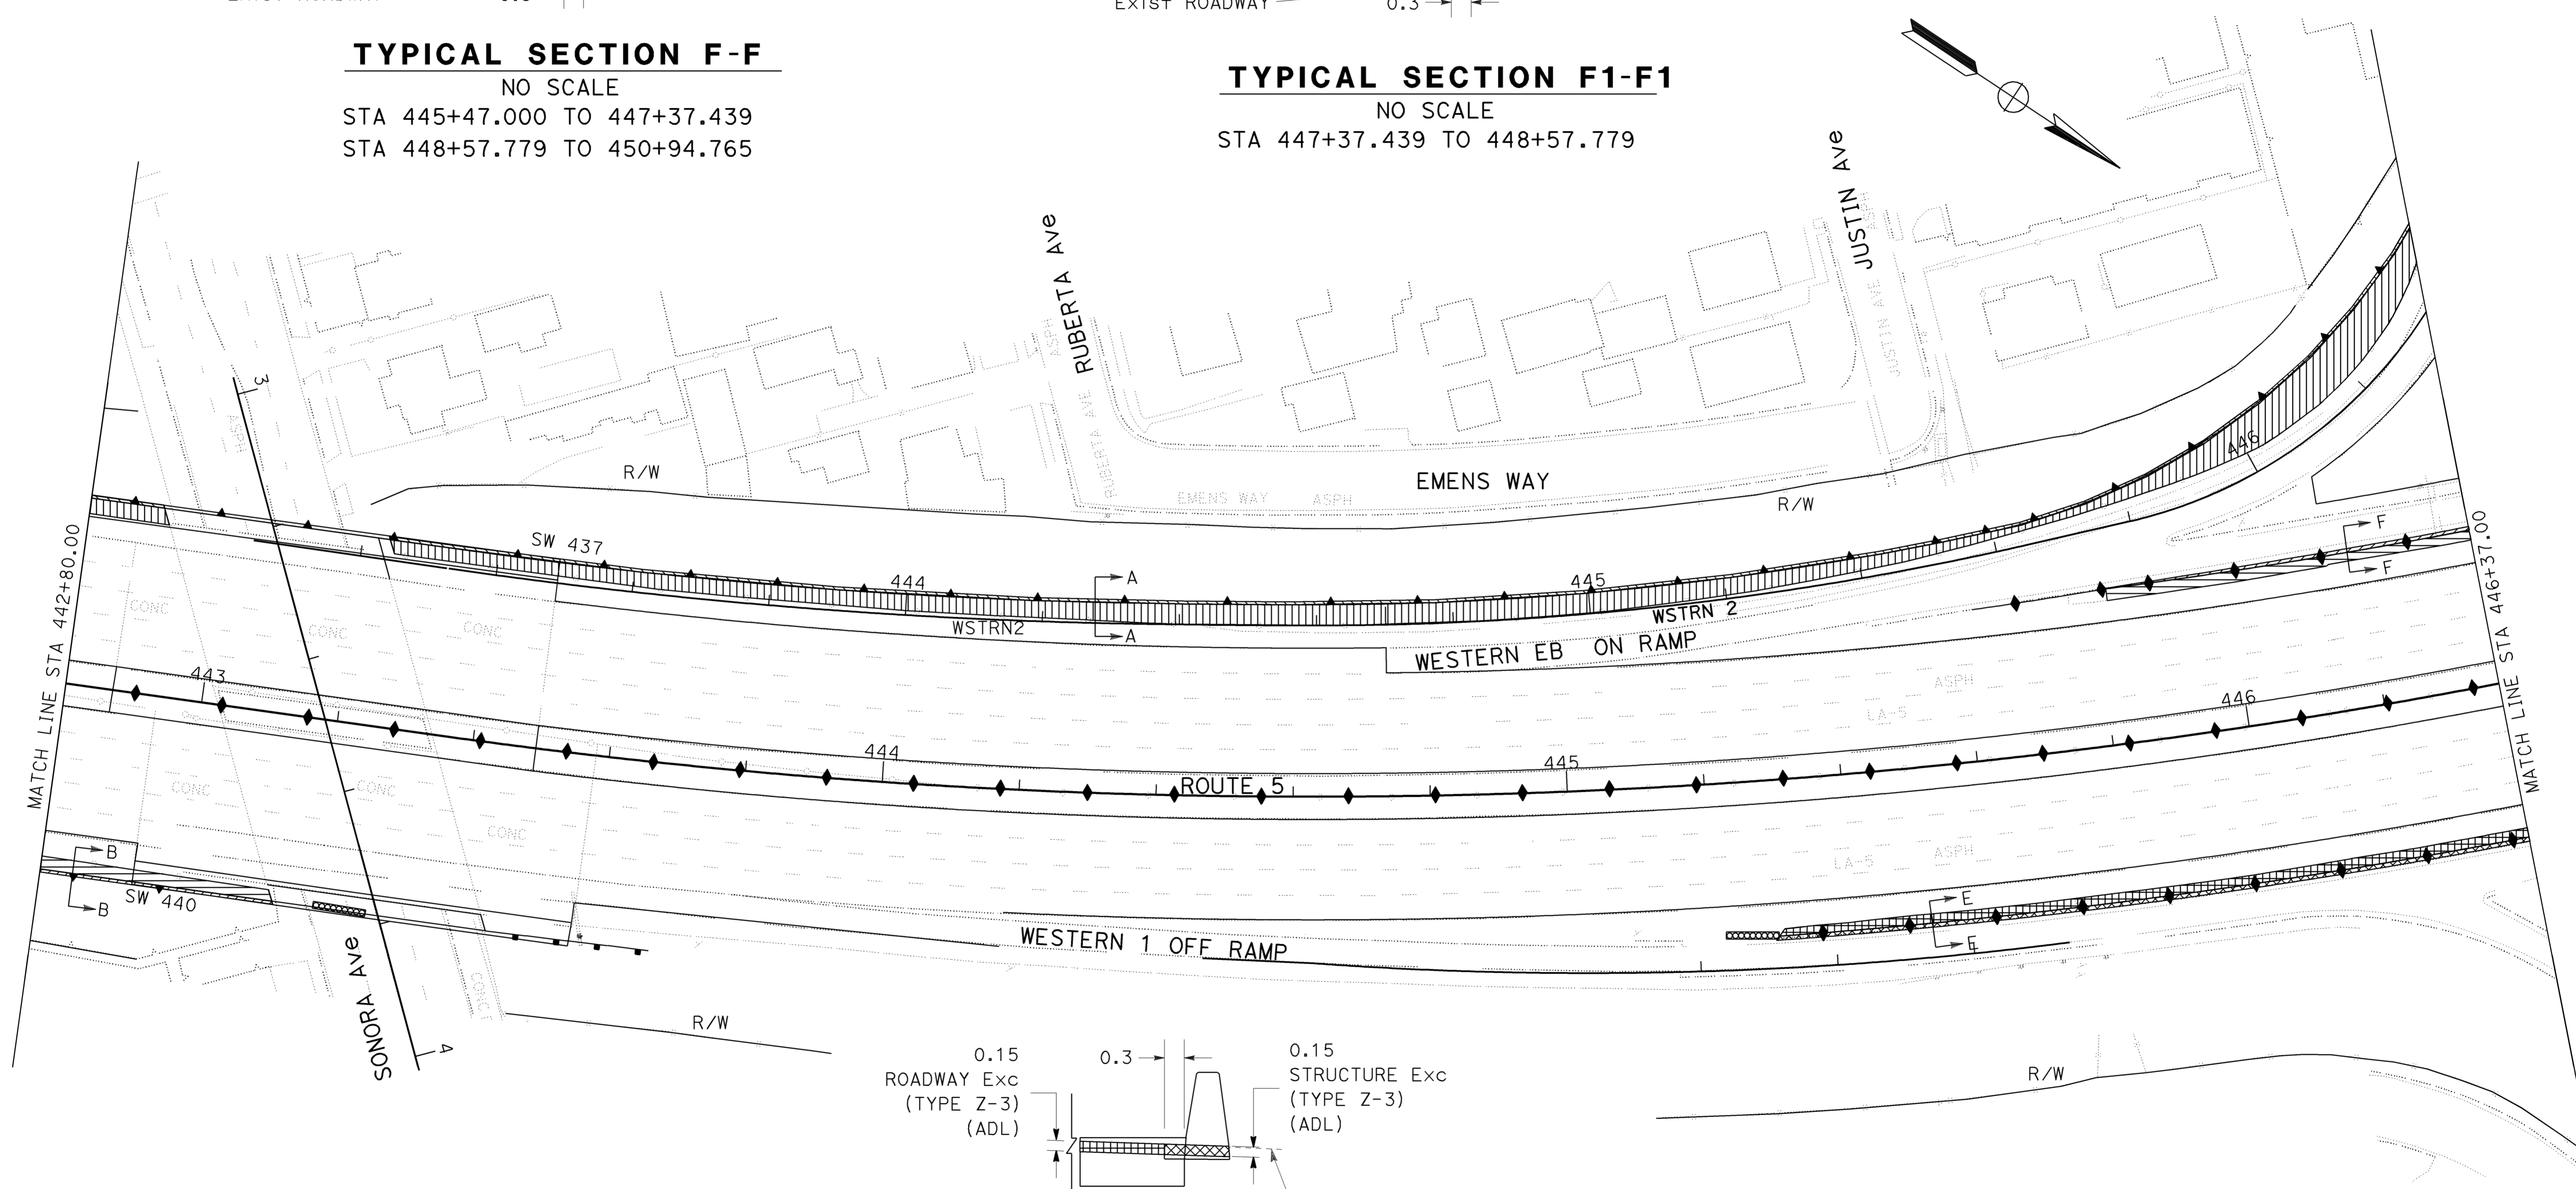 EXIST ROADWAY
0.3
TYPICAL SECTION F-F
NO SCALE
STA 445+47.000 TO 447+37.439
STA 448+57.779 TO 450+94.765
TYPICAL SECTION F1-F1
NO SCALE
STA 447+37.439 TO 448+57.779
RUBERTA Ave
JUSTIN Ave
ASPH
JUSTIN AVE
ASPH
RUBERTA AVE
RUBERTA AVE
3
ASPH
R/W
EMENS WAY
EMENS WAY
ASPH
R/W
446
SW 437
444
A
A
445
WSTRN2
WSTRN 2
WESTERN EB ON RAMP
F
F
MATCH LINE STA 442+80.00
MATCH LINE STA 446+37.00
CONC
CONC
CONC
443
444
ROUTE 5
445
446
ASPH
LA-5
CONC
CONC
CONC
LA-5
ASPH
B
B
SW 440
E
E
WESTERN 1 OFF RAMP
SONORA Ave
CONC
4
R/W
R/W
0.15
ROADWAY Exc
(TYPE Z-3)
(ADL)
0.3
0.15
STRUCTURE Exc
(TYPE Z-3)
(ADL)